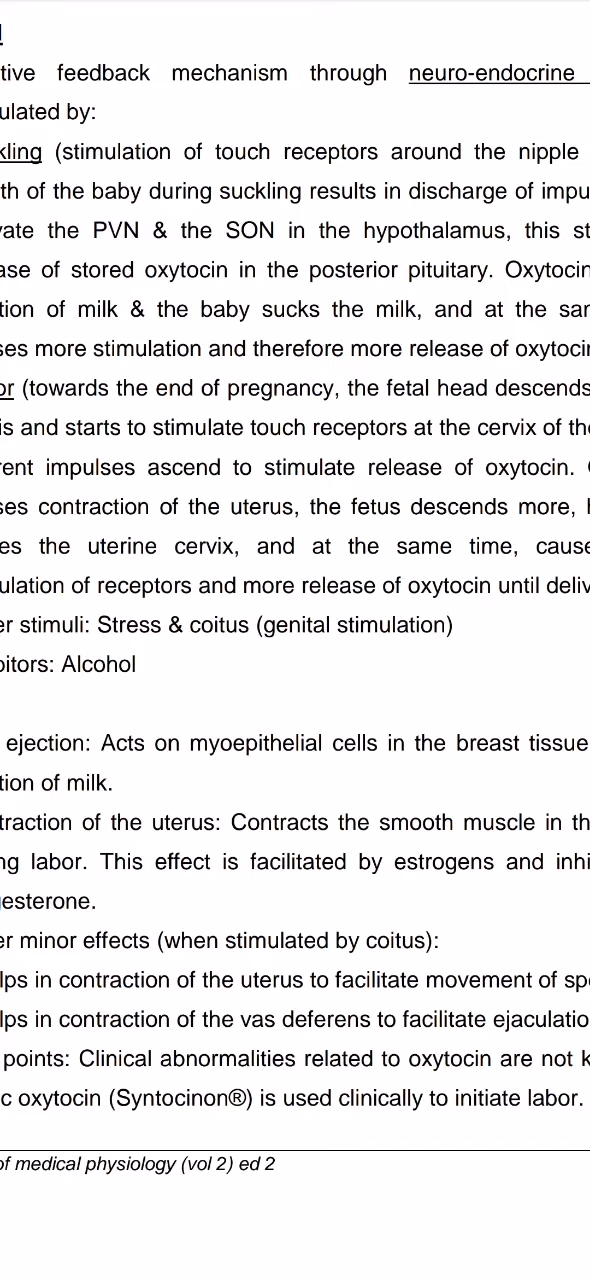 tive feedback mechanism through neuro-endocrine
ulated by:
kling (stimulation of touch receptors around the nipple
th of the baby during suckling results in discharge of impu
vate the PVN & the SON in the hypothalamus, this st
ase of stored oxytocin in the posterior pituitary. Oxytocin
tion of milk & the baby sucks the milk, and at the sam
ses more stimulation and therefore more release of oxytocin
or (towards the end of pregnancy, the fetal head descends
is and starts to stimulate touch receptors at the cervix of the
rent impulses ascend to stimulate release of oxytocin.
ses contraction of the uterus, the fetus descends more,
es the uterine cervix, and at the same time, cause
ulation of receptors and more release of oxytocin until deliv
er stimuli: Stress & coitus (genital stimulation)
bitors: Alcohol
ejection: Acts on myoepithelial cells in the breast tissue
tion of milk.
traction of the uterus: Contracts the smooth muscle in th
ng labor. This effect is facilitated by estrogens and inhi
gesterone.
er minor effects (when stimulated by coitus):
lps in contraction of the uterus to facilitate movement of spe
lps in contraction of the vas deferens to facilitate ejaculatio
points: Clinical abnormalities related to oxytocin are not k
c oxytocin (Syntocinon®) is used clinically to initiate labor.
of medical physiology (vol 2) ed 2